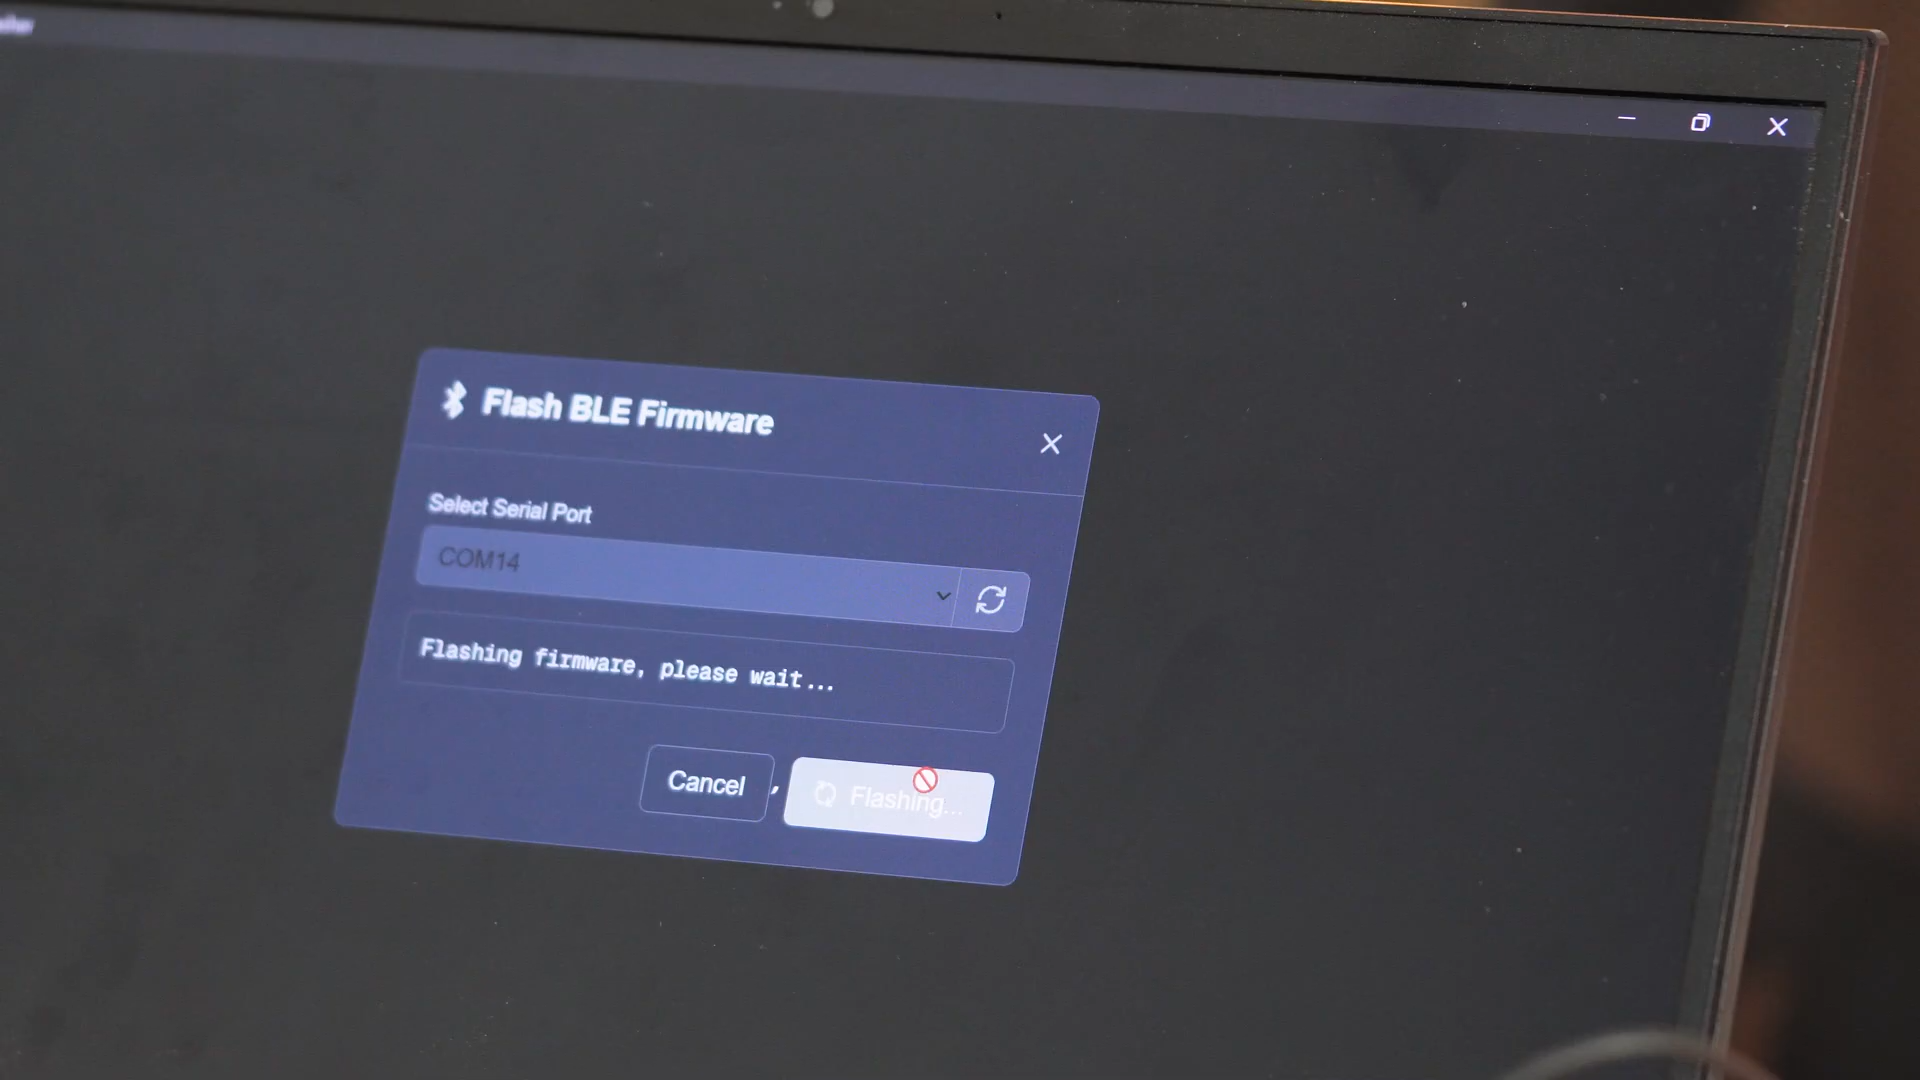 Flash BLE Firmware
Select Serial Port
COM14
Flashing firmware, please wait...
Cancel
,
Flashing...